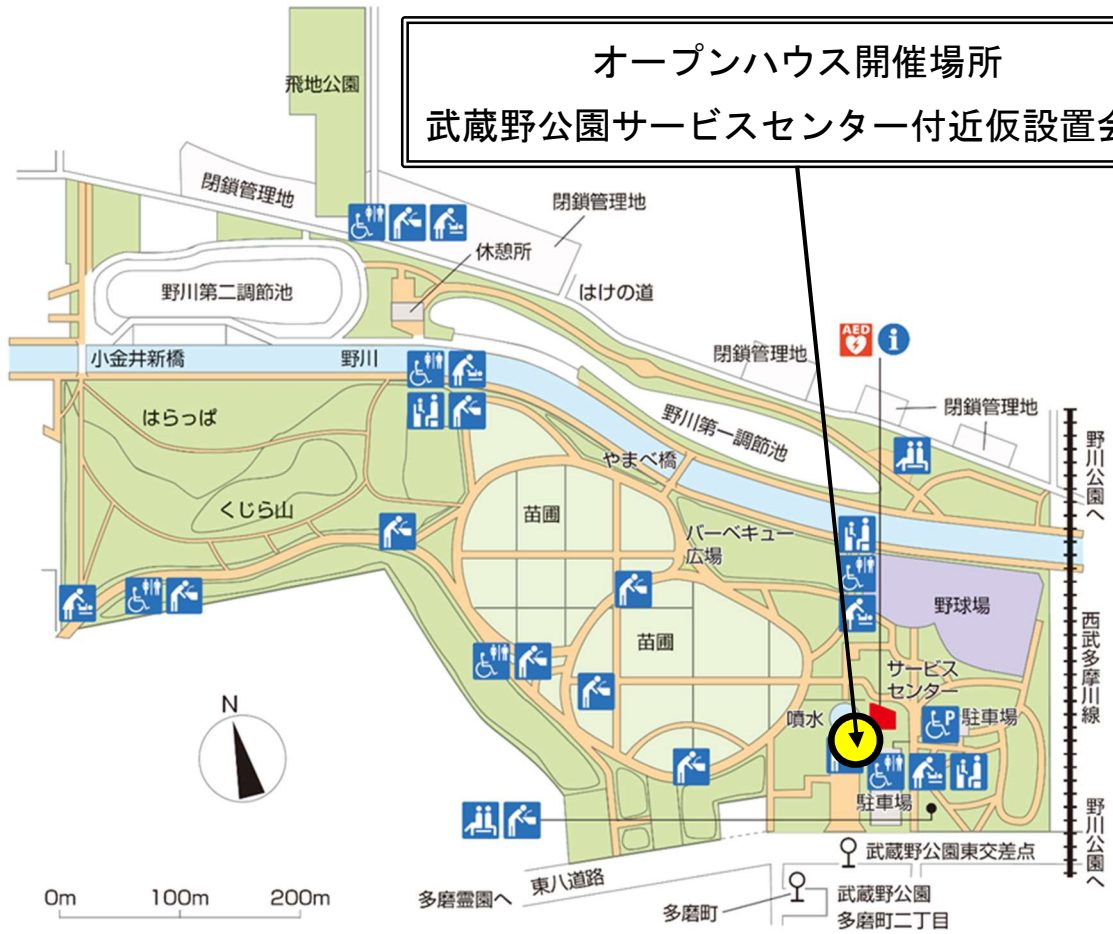 オープンハウス開催場所
武蔵野公園サービスセンター付近仮設置会
飛地公園
閉鎖管理地
閉鎖管理地
休憩所
はけの道
野川第二調節池
AED
i
小金井新橋
野川
閉鎖管理地
閉鎖管理地
はらっぱ
野川第一調節池
やまべ橋
野川公園へ
くじら山
苗圃
バーベキュー
広場
野球場
苗圃
西武多摩川線
サービス
センター
N
噴水
P
駐車場
駐車場
野川公園へ
武蔵野公園東交差点
東八道路
多磨霊園へ
0m
100m
200m
多磨町
武蔵野公園
多磨町二丁目